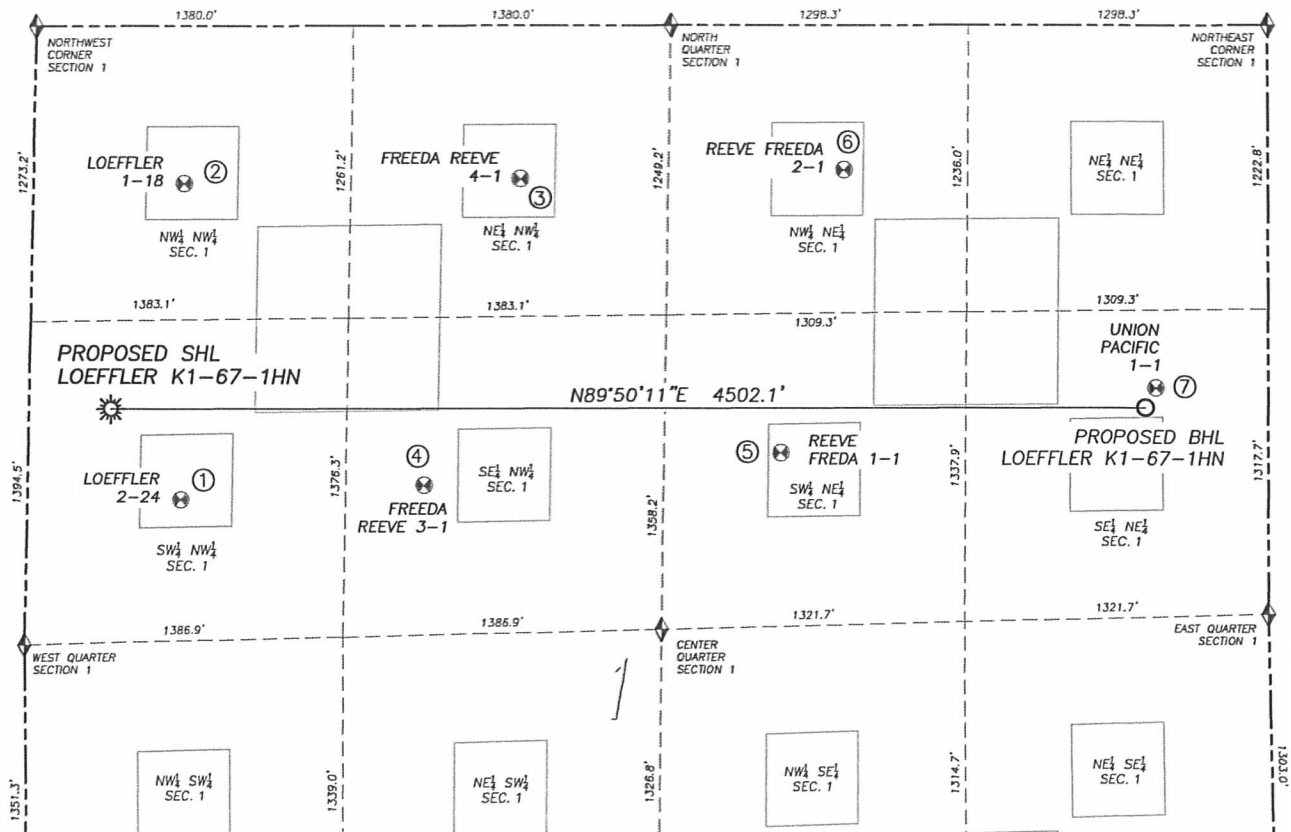 1380.0'
1380.0'
1298.3'
1298.3'
NORTHWEST
CORNER
SECTION 1
NORTH
QUARTER
SECTION 1
NORTHEAST
CORNER
SECTION 1
1273.2'
1261.2'
1249.2'
1236.0'
1222.8'
LOEFFLER
1-18
②
NW¼ NW¼
SEC. 1
FREEDA REEVE
4-1
③
NE¼ NW¼
SEC. 1
REEVE FREEDA
2-1
⑥
NW¼ NE¼
SEC. 1
NE¼ NE¼
SEC. 1
1383.1'
1383.1'
1309.3'
1309.3'
PROPOSED SHL
LOEFFLER K1-67-1HN
N89°50'11"E 4502.1'
UNION
PACIFIC
1-1
⑦
PROPOSED BHL
LOEFFLER K1-67-1HN
1394.5'
1376.3'
1358.2'
1337.9'
1317.7'
LOEFFLER
2-24
①
SW¼ NW¼
SEC. 1
④
FREEDA
REEVE 3-1
SE¼ NW¼
SEC. 1
⑤
REEVE
FREDA 1-1
SW¼ NE¼
SEC. 1
SE¼ NE¼
SEC. 1
1386.9'
1386.9'
1321.7'
1321.7'
WEST QUARTER
SECTION 1
CENTER
QUARTER
SECTION 1
EAST QUARTER
SECTION 1
1
1351.3'
1339.0'
1326.8'
1314.7'
1303.0'
NW¼ SW¼
SEC. 1
NE¼ SW¼
SEC. 1
NW¼ SE¼
SEC. 1
NE¼ SE¼
SEC. 1